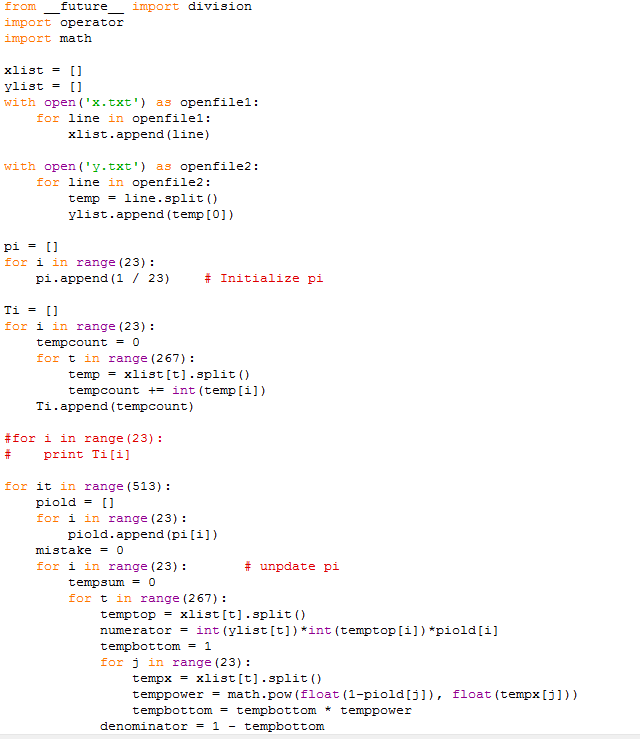 from __future__ import division
import operator
import math

xlist = []
ylist = []
with open('x.txt') as openfile1:
    for line in openfile1:
        xlist.append(line)

with open('y.txt') as openfile2:
    for line in openfile2:
        temp = line.split()
        ylist.append(temp[0])

pi = []
for i in range(23):
    pi.append(1 / 23)    # Initialize pi

Ti = []
for i in range(23):
    tempcount = 0
    for t in range(267):
        temp = xlist[t].split()
        tempcount += int(temp[i])
    Ti.append(tempcount)

#for i in range(23):
#    print Ti[i]

for it in range(513):
    piold = []
    for i in range(23):
        piold.append(pi[i])
    mistake = 0
    for i in range(23):       # unpdate pi
        tempsum = 0
        for t in range(267):
            temptop = xlist[t].split()
            numerator = int(ylist[t])*int(temptop[i])*piold[i]
            tempbottom = 1
            for j in range(23):
                tempx = xlist[t].split()
                temppower = math.pow(float(1-piold[j]), float(tempx[j]))
                tempbottom = tempbottom * temppower
            denominator = 1 - tempbottom